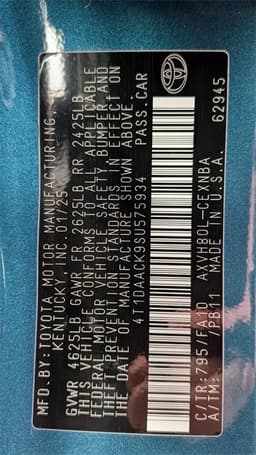 MFD.BY:TOYOTA MOTOR MANUFACTURING,
KENTUCKY, INC.01/25
GVWR 4625LB GAWR FR 2625LB RR 2425LB
THIS VEHICLE CONFORMS TO ALL APPLICABLE
FEDERAL MOTOR VEHICLE SAFETY, BUMPER AND
THEFT PREVENTION STANDARDS IN EFFECT ON
THE DATE OF MANUFACTURE SHOWN ABOVE.
4T1DAACK9SU575934 PASS.CAR
C/TR:795/FA10 AXVH80L-CEXNBA
A/TM: /PB11 MADE IN U.S.A.
62945